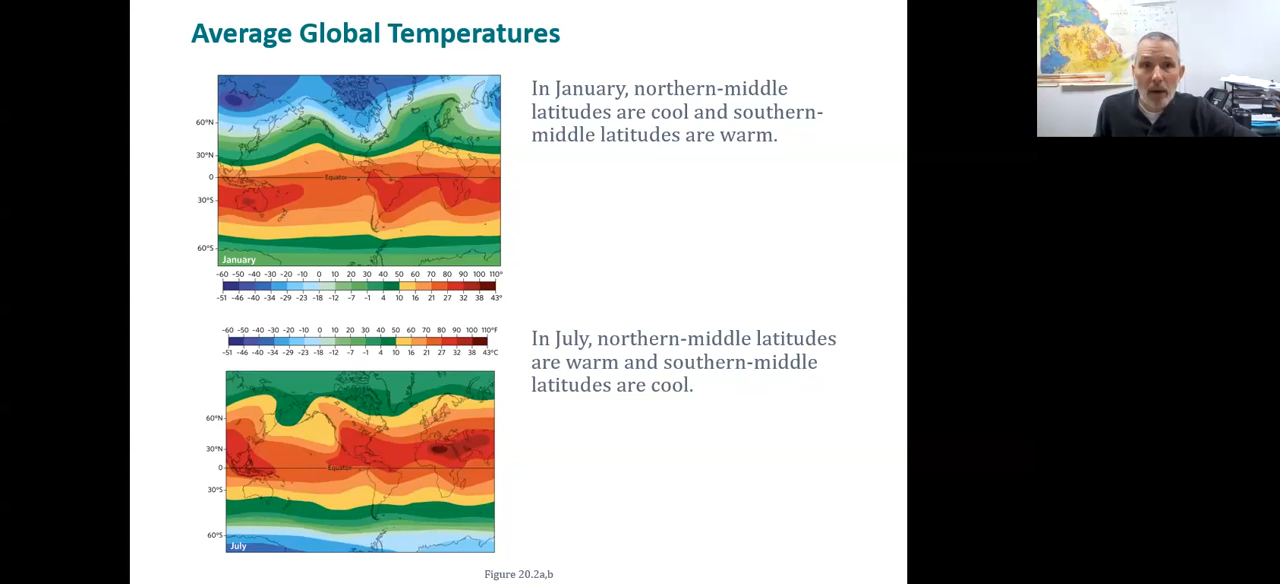 Average Global Temperatures
60°N
30°N
0
Equator
30°S
60°S
January
-60 -50 -40 -30 -20 -10 0 10 20 30 40 50 60 70 80 90 100 110°
-51 -46 -40 -34 -29 -23 -18 -12 -7 -1 4 10 16 21 27 32 38 43°
In January, northern-middle
latitudes are cool and southern-
middle latitudes are warm.
-60 -50 -40 -30 -20 -10 0 10 20 30 40 50 60 70 80 90 100 110°F
-51 -46 -40 -34 -29 -23 -18 -12 -7 -1 4 10 16 21 27 32 38 43°C
60°N
30°N
0
Equator
30°S
60°S
July
In July, northern-middle latitudes
are warm and southern-middle
latitudes are cool.
Figure 20.2a,b